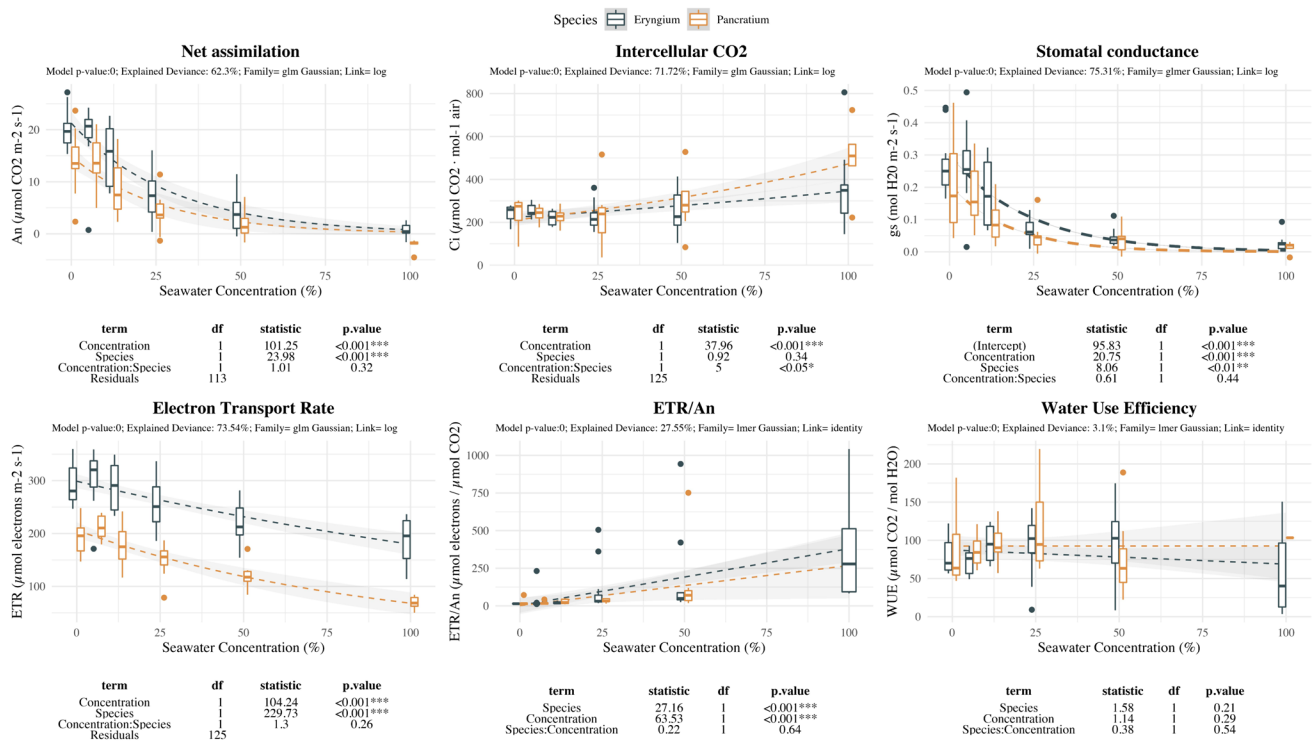 Species Eryngium Pancratium
Net assimilation
Model p-value:0; Explained Deviance: 62.3%; Family= glm Gaussian; Link= log
An (µmol CO2 m-2 s-1)
20
10
0
0 25 50 75 100
Seawater Concentration (%)
term df statistic p.value
Concentration 1 101.25 <0.001***
Species 1 23.98 <0.001***
Concentration:Species 1 1.01 0.32
Residuals 113
Intercellular CO2
Model p-value:0; Explained Deviance: 71.72%; Family= glm Gaussian; Link= log
Ci (µmol CO2 · mol-1 air)
800
600
400
200
0
0 25 50 75 100
Seawater Concentration (%)
term df statistic p.value
Concentration 1 37.96 <0.001***
Species 1 0.92 0.34
Concentration:Species 1 5 <0.05*
Residuals 125
Stomatal conductance
Model p-value:0; Explained Deviance: 75.31%; Family= glmer Gaussian; Link= log
gs (mol H20 m-2 s-1)
0.5
0.4
0.3
0.2
0.1
0.0
0 25 50 75 100
Seawater Concentration (%)
term statistic df p.value
(Intercept) 95.83 1 <0.001***
Concentration 20.75 1 <0.001***
Species 8.06 1 <0.01**
Concentration:Species 0.61 1 0.44
Electron Transport Rate
Model p-value:0; Explained Deviance: 73.54%; Family= glm Gaussian; Link= log
ETR (µmol electrons m-2 s-1)
300
200
100
0 25 50 75 100
Seawater Concentration (%)
term df statistic p.value
Concentration 1 104.24 <0.001***
Species 1 229.73 <0.001***
Concentration:Species 1 1.3 0.26
Residuals 125
ETR/An
Model p-value:0; Explained Deviance: 27.55%; Family= lmer Gaussian; Link= identity
ETR/An (µmol electrons / µmol CO2)
1000
750
500
250
0
0 25 50 75 100
Seawater Concentration (%)
term statistic df p.value
Species 27.16 1 <0.001***
Concentration 63.53 1 <0.001***
Species:Concentration 0.22 1 0.64
Water Use Efficiency
Model p-value:0; Explained Deviance: 3.1%; Family= lmer Gaussian; Link= identity
WUE (µmol CO2 / mol H2O)
200
150
100
50
0
0 25 50 75 100
Seawater Concentration (%)
term statistic df p.value
Species 1.58 1 0.21
Concentration 1.14 1 0.29
Species:Concentration 0.38 1 0.54